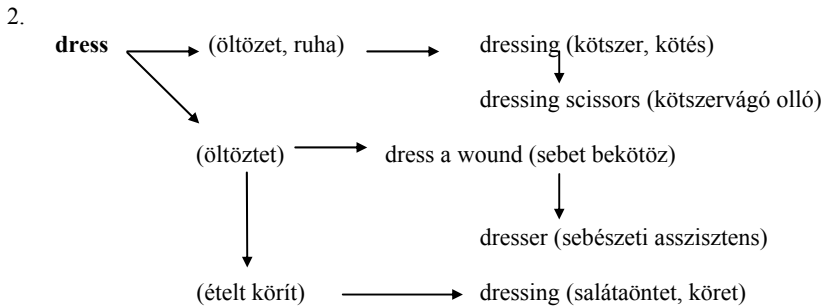 2.
dress (öltözet, ruha) dressing (kötszer, kötés)
dressing scissors (kötszervágó olló)
(öltöztet) dress a wound (sebet bekötöz)
dresser (sebészeti asszisztens)
(ételt körít) dressing (salátaöntet, köret)